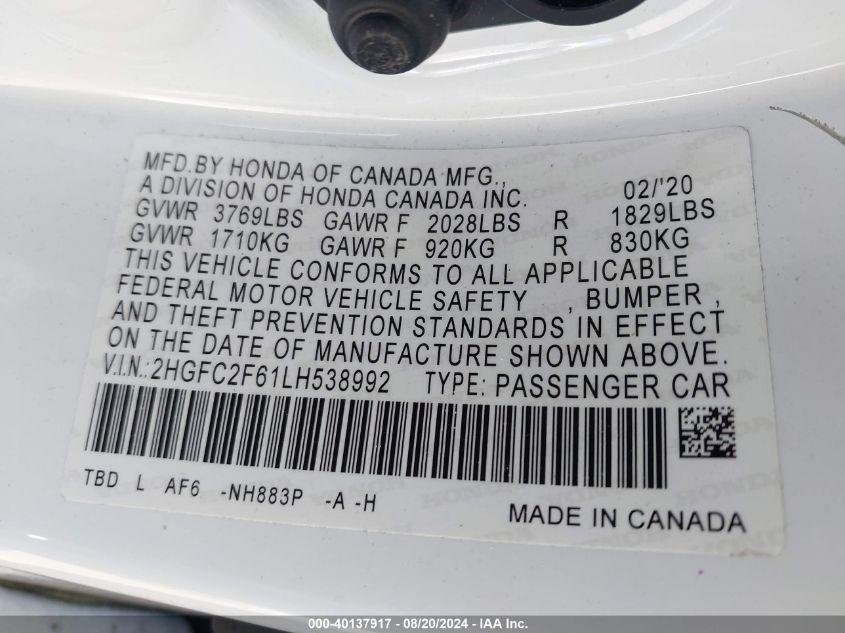 MFD.BY HONDA OF CANADA MFG.,
A DIVISION OF HONDA CANADA INC. 02/'20
GVWR 3769LBS GAWR F 2028LBS R 1829LBS
GVWR 1710KG GAWR F 920KG R 830KG
THIS VEHICLE CONFORMS TO ALL APPLICABLE
FEDERAL MOTOR VEHICLE SAFETY , BUMPER ,
AND THEFT PREVENTION STANDARDS IN EFFECT
ON THE DATE OF MANUFACTURE SHOWN ABOVE.
V.I.N.: 2HGFC2F61LH538992 TYPE: PASSENGER CAR
TBD L AF6 -NH883P -A -H
MADE IN CANADA
000-40137917 - 08/20/2024 - IAA Inc.